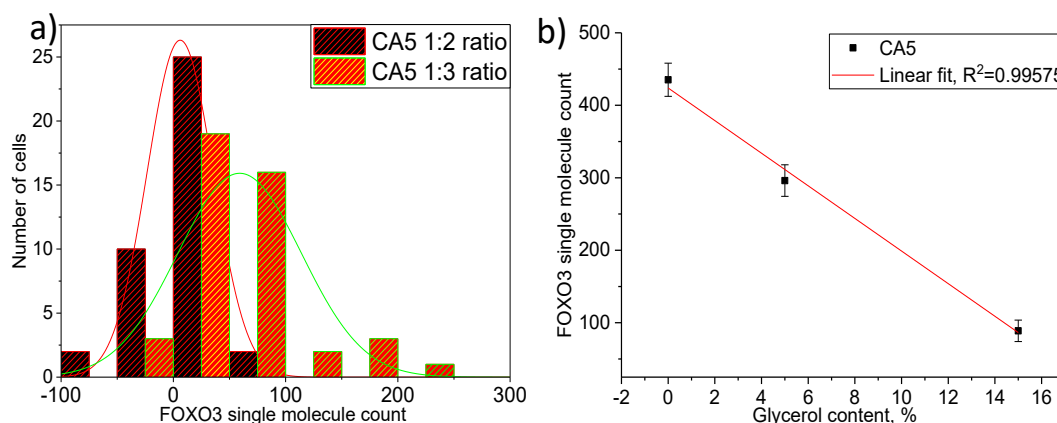 a)
CA5 1:2 ratio
CA5 1:3 ratio
25
20
15
10
5
0
Number of cells
-100
0
100
200
300
FOXO3 single molecule count
b)
CA5
Linear fit, R²=0.99575
500
400
300
200
100
FOXO3 single molecule count
-2
0
2
4
6
8
10
12
14
16
Glycerol content, %